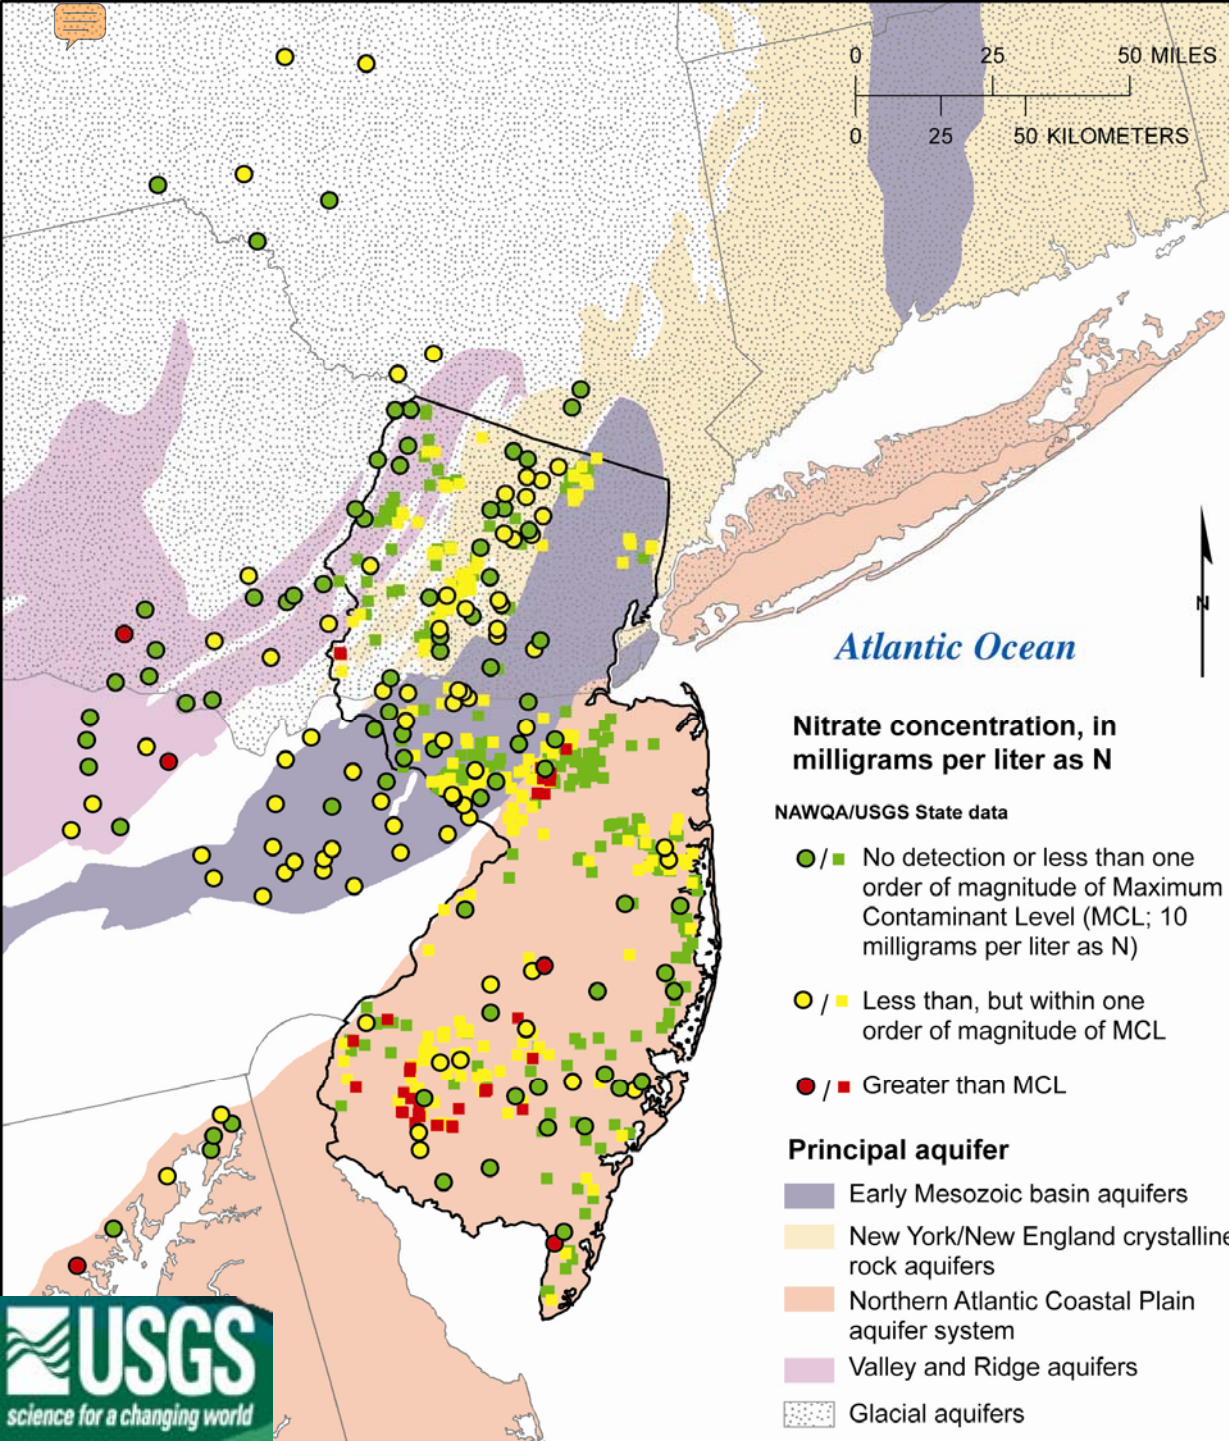 0 25 50 MILES
0 25 50 KILOMETERS
N
Atlantic Ocean
Nitrate concentration, in
milligrams per liter as N
NAWQA/USGS State data
/ No detection or less than one
order of magnitude of Maximum
Contaminant Level (MCL; 10
milligrams per liter as N)
/ Less than, but within one
order of magnitude of MCL
/ Greater than MCL
Principal aquifer
Early Mesozoic basin aquifers
New York/New England crystalline
rock aquifers
Northern Atlantic Coastal Plain
aquifer system
Valley and Ridge aquifers
Glacial aquifers
USGS
science for a changing world